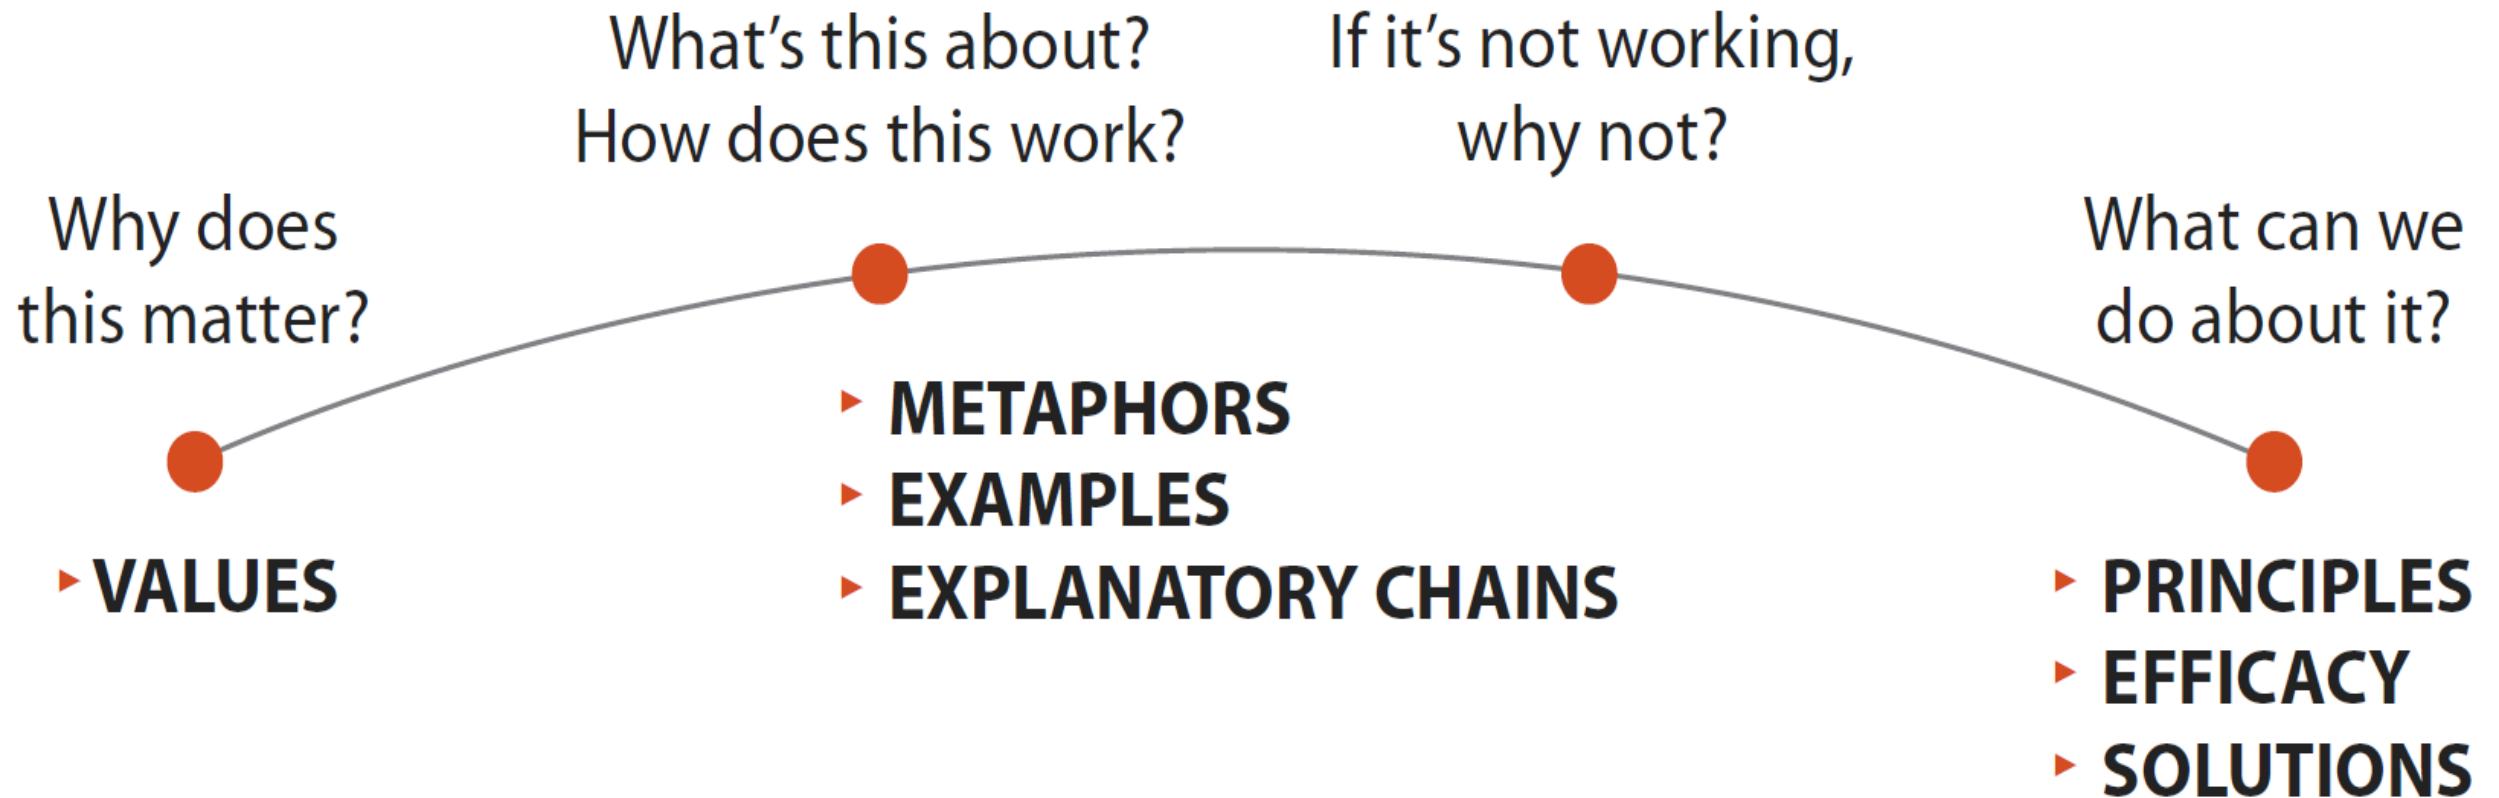 Why does
this matter?
What’s this about?
How does this work?
If it’s not working,
why not?
What can we
do about it?
VALUES
METAPHORS
EXAMPLES
EXPLANATORY CHAINS
PRINCIPLES
EFFICACY
SOLUTIONS